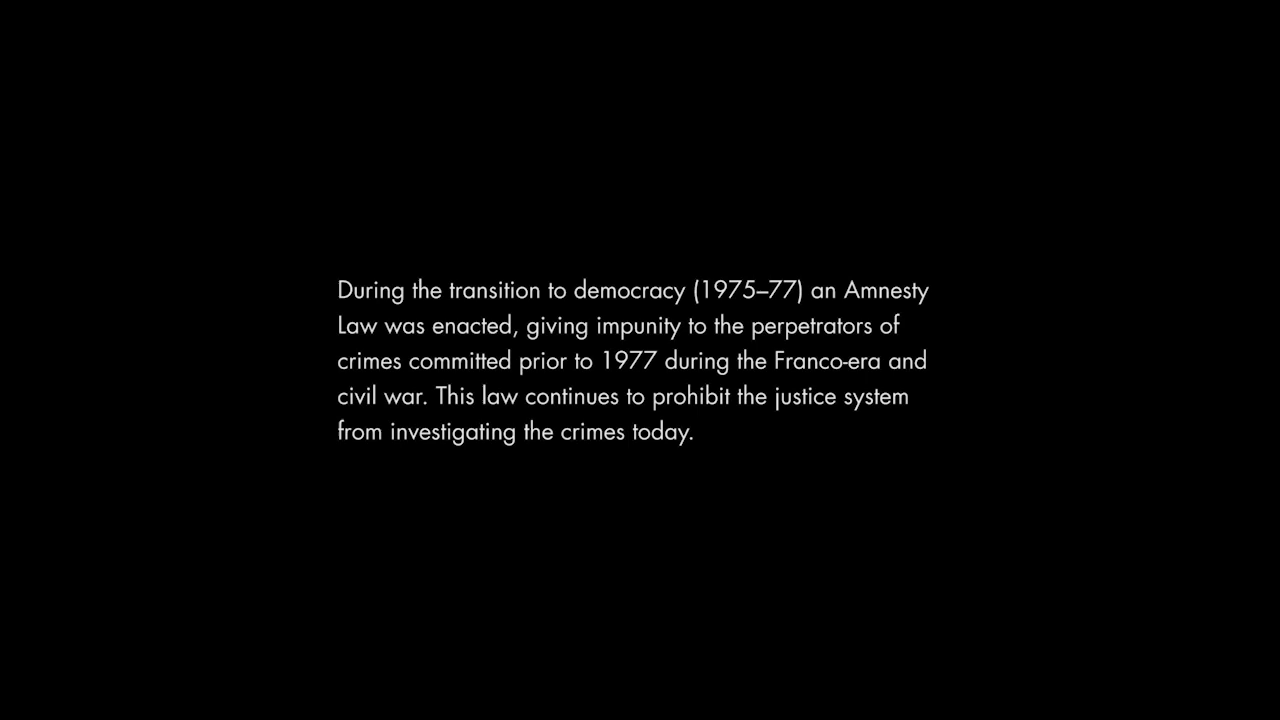 During the transition to democracy (1975–77) an Amnesty
Law was enacted, giving impunity to the perpetrators of
crimes committed prior to 1977 during the Franco-era and
civil war. This law continues to prohibit the justice system
from investigating the crimes today.